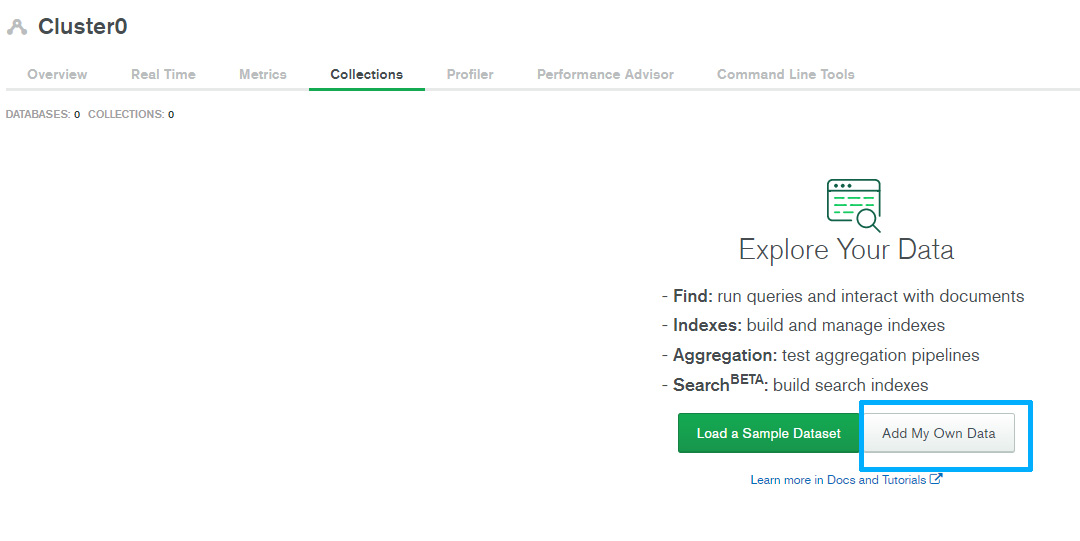 Cluster0
Overview Real Time Metrics Collections Profiler Performance Advisor Command Line Tools
DATABASES: 0 COLLECTIONS: 0
Explore Your Data
- Find: run queries and interact with documents
- Indexes: build and manage indexes
- Aggregation: test aggregation pipelines
- SearchBETA: build search indexes
Load a Sample Dataset Add My Own Data
Learn more in Docs and Tutorials